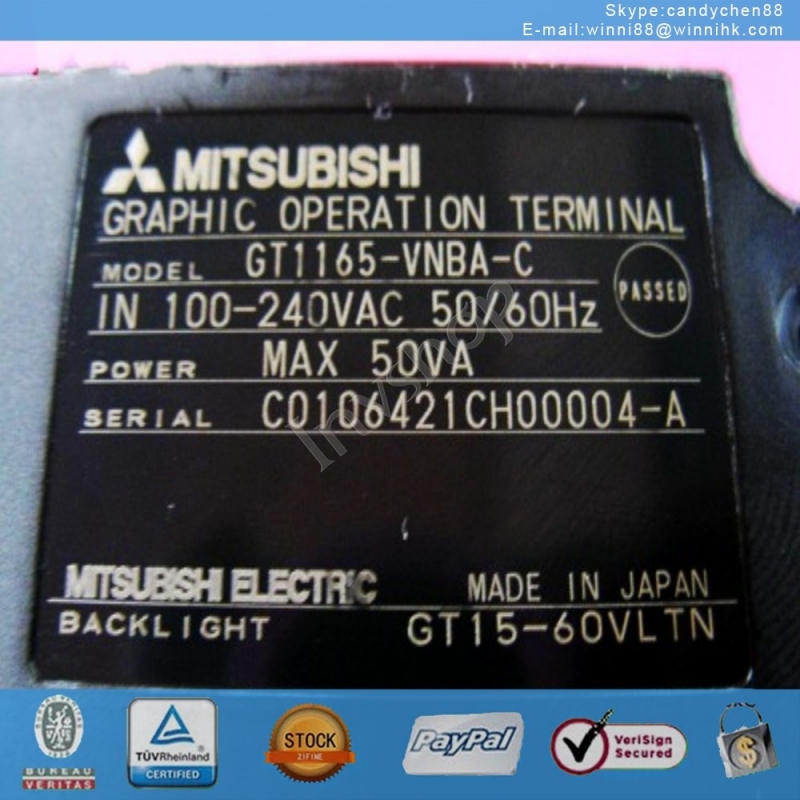 Skype:candychen88
E-mail:winni88@winnihk.com
MITSUBISHI
GRAPHIC OPERATION TERMINAL
MODEL GT1165-VNBA-C
PASSED
IN 100-240VAC 50/60Hz
POWER MAX 50VA
SERIAL C0106421CH00004-A
MITSUBISHI ELECTRIC MADE IN JAPAN
BACKLIGHT GT15-60VLTN
BUREAU
VERITAS
TÜVRheinland
CERTIFIED
STOCK
ZIFINE
PayPal
VeriSign
Secured
$